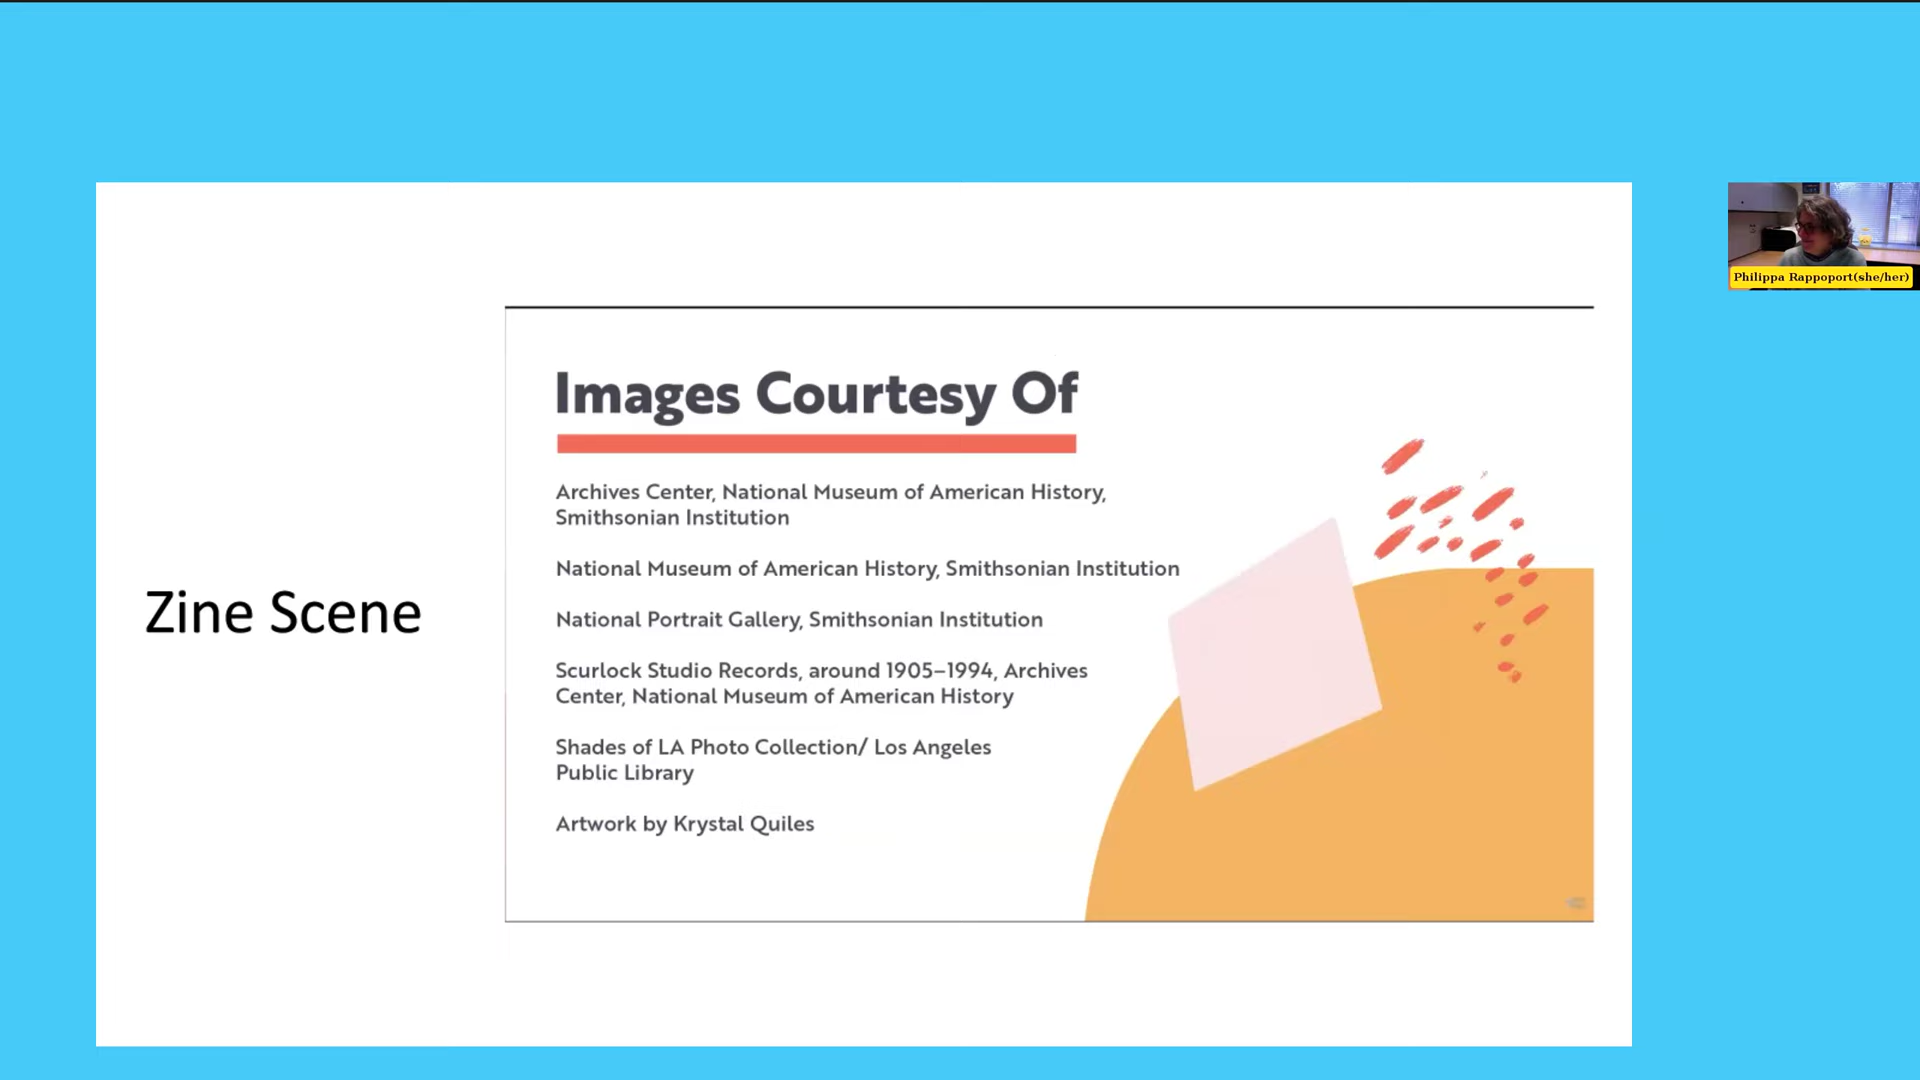 Zine Scene
Images Courtesy Of
Archives Center, National Museum of American History,
Smithsonian Institution
National Museum of American History, Smithsonian Institution
National Portrait Gallery, Smithsonian Institution
Scurlock Studio Records, around 1905–1994, Archives
Center, National Museum of American History
Shades of LA Photo Collection/ Los Angeles
Public Library
Artwork by Krystal Quiles
Philippa Rappoport(she/her)